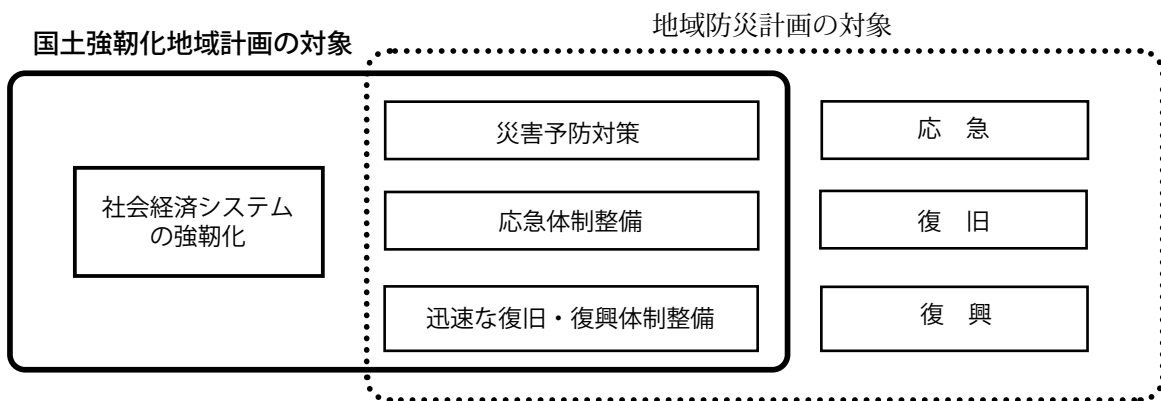 地域防災計画の対象
国土強靭化地域計画の対象
災害予防対策
応　急
社会経済システム
の強靭化
応急体制整備
復　旧
迅速な復旧・復興体制整備
復　興